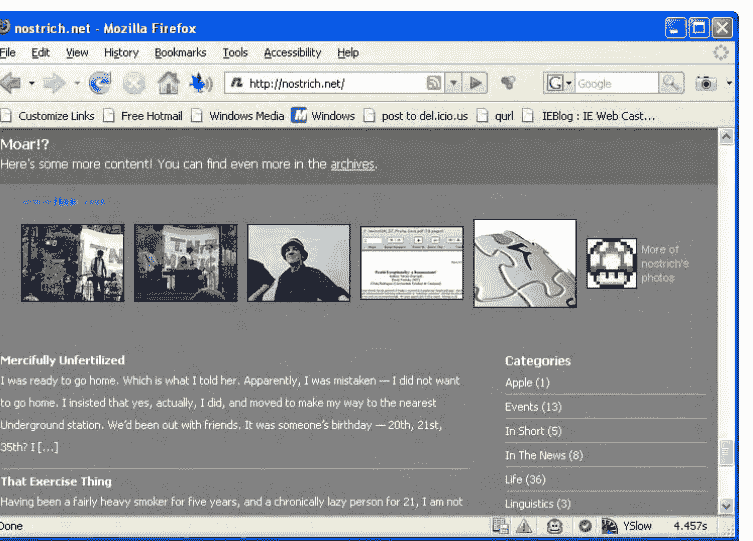 nostrich.net - Mozilla Firefox
File Edit View History Bookmarks Tools Accessibility Help
http://nostrich.net/ Google
Customize Links Free Hotmail Windows Media Windows post to del.icio.us qurl IEBlog : IE Web Cast...
Moar!?
Here's some more content! You can find even more in the archives.
More of
nostrich's
photos
Mercifully Unfertilized
I was ready to go home. Which is what I told her. Apparently, I was mistaken — I did not want
to go home. I insisted that yes, actually, I did, and moved to make my way to the nearest
Underground station. We'd been out with friends. It was someone's birthday — 20th, 21st,
35th? I [...]
That Exercise Thing
Having been a fairly heavy smoker for five years, and a chronically lazy person for 21, I am not
Categories
Apple (1)
Events (13)
In Short (5)
In The News (8)
Life (36)
Linguistics (3)
Done YSlow 4.457s